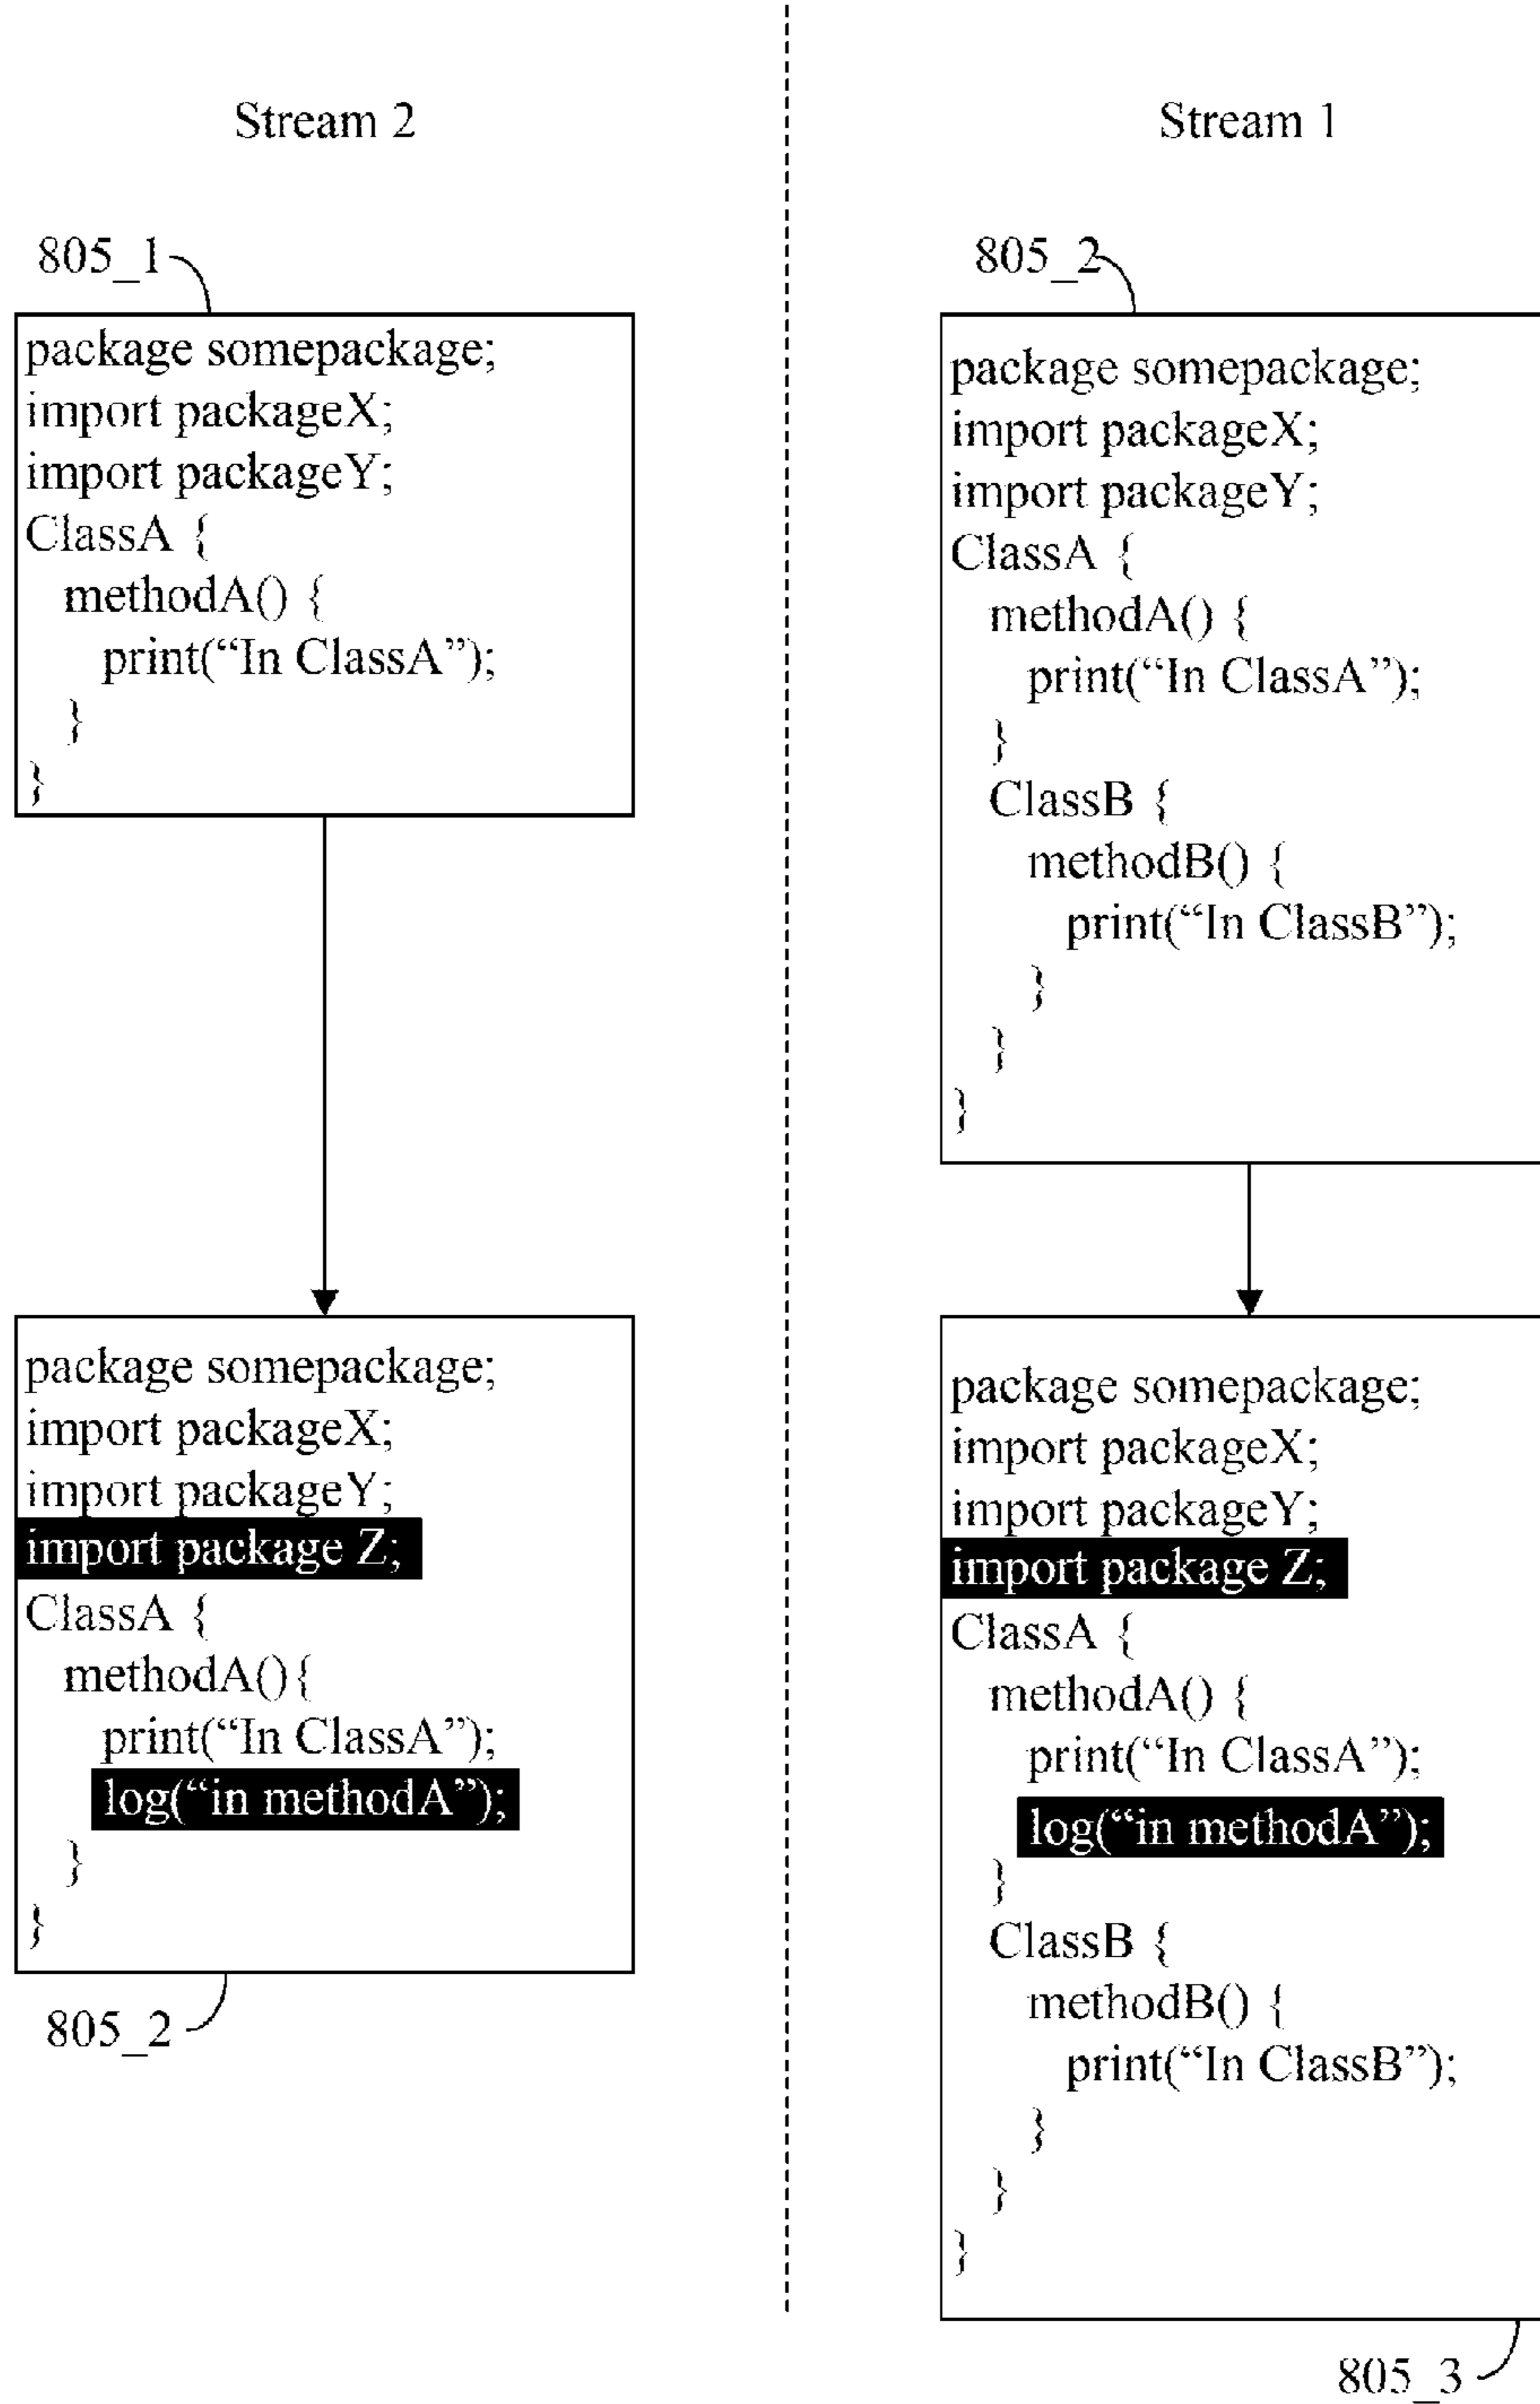 Stream 2
805_1
package somepackage;
import packageX;
import packageY;
ClassA {
methodA() {
print(“In ClassA”);
}
}
package somepackage;
import packageX;
import packageY;
import package Z;
ClassA {
methodA(){
print(“In ClassA”);
log(“in methodA”);
}
}
805_2
Stream 1
805_2
package somepackage;
import packageX;
import packageY;
ClassA {
methodA() {
print(“In ClassA”);
}
ClassB {
methodB() {
print(“In ClassB”);
}
}
}
package somepackage;
import packageX;
import packageY;
import package Z;
ClassA {
methodA() {
print(“In ClassA”);
log(“in methodA”);
}
ClassB {
methodB() {
print(“In ClassB”);
}
}
}
805_3